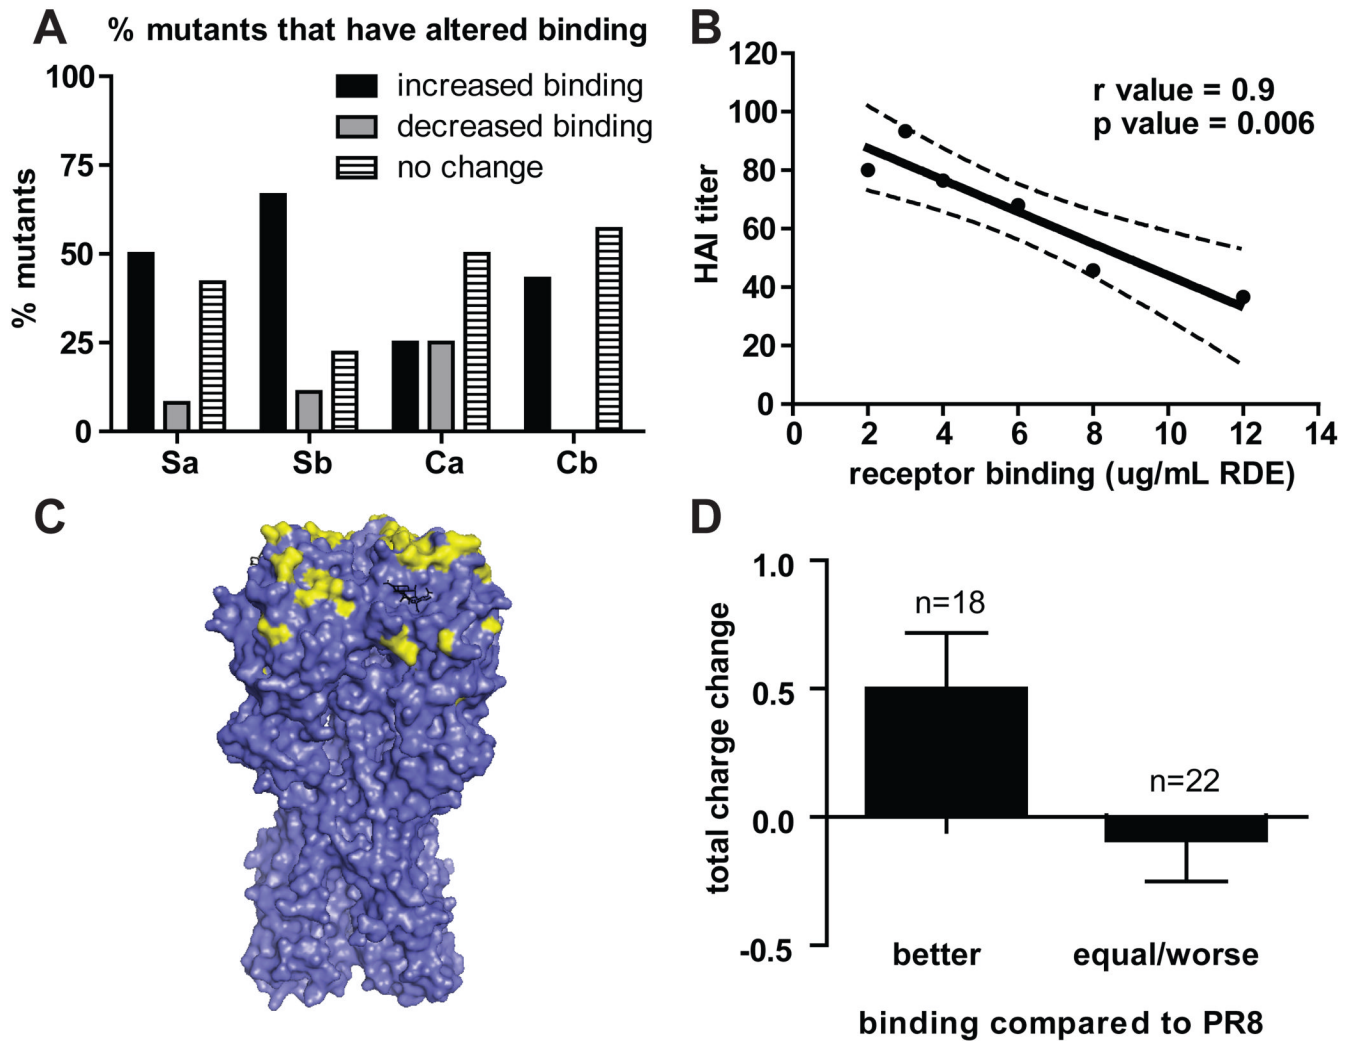 A
% mutants that have altered binding
% mutants
100
75
50
25
0
increased binding
decreased binding
no change
Sa Sb Ca Cb
B
HAI titer
120
100
80
60
40
20
0
r value = 0.9
p value = 0.006
0 2 4 6 8 10 12 14
receptor binding (ug/mL RDE)
C
D
total charge change
1.0
0.5
0.0
-0.5
n=18
n=22
better equal/worse
binding compared to PR8